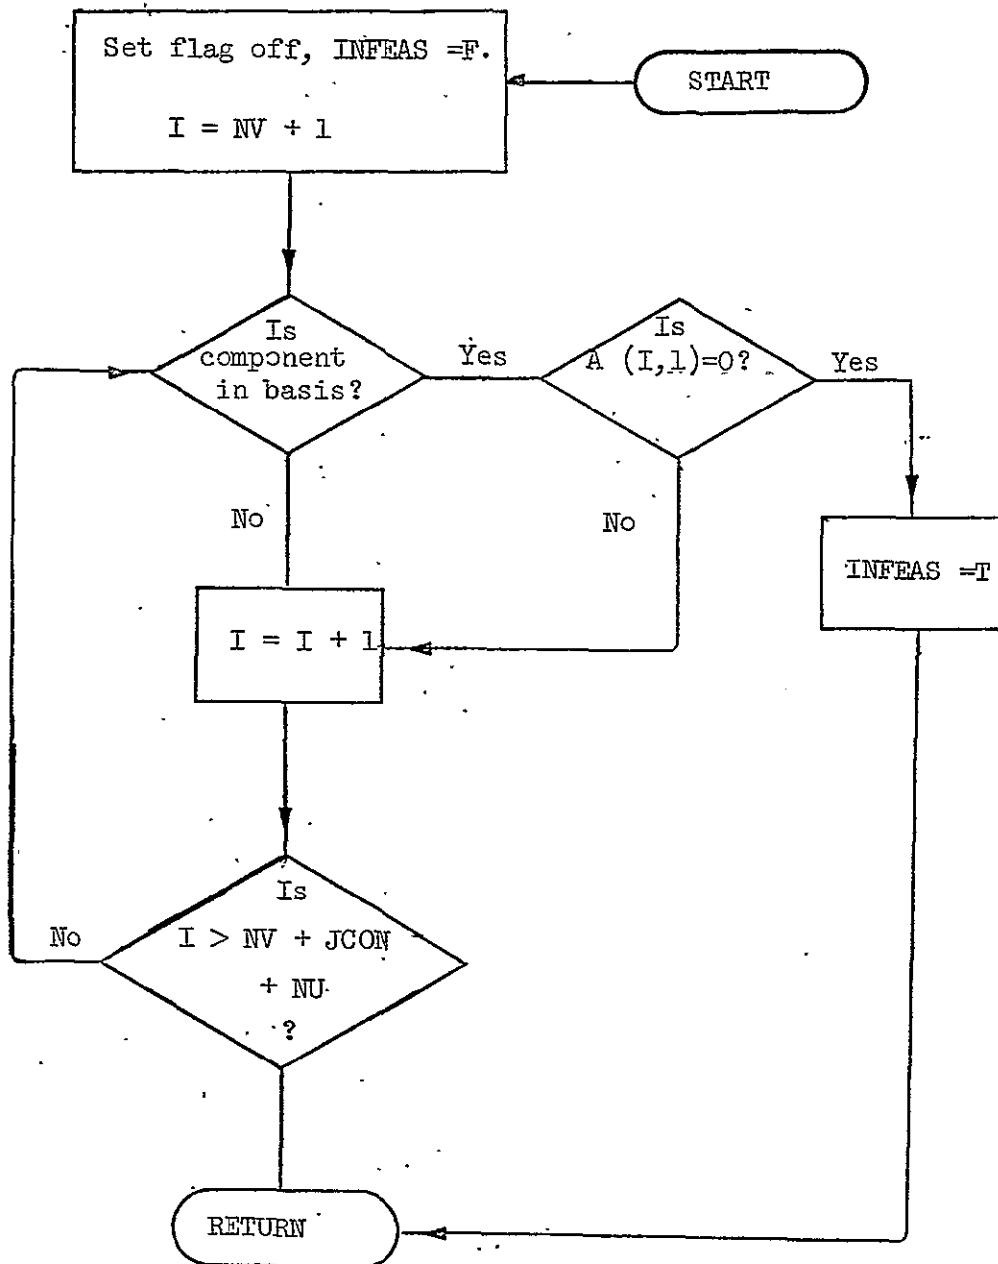 Set flag off, INFEAS =F.
I = NV + 1
START
Is
component
in basis?
Yes
Is
A (I,1)=0?
Yes
No
No
INFEAS =T
I = I + 1
Is
I > NV + JCON
+ NU
?
No
RETURN